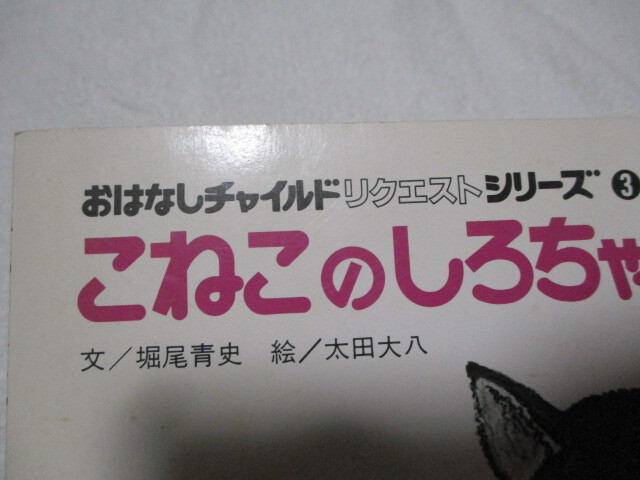 おはなしチャイルドリクエストシリーズ❸
こねこのしろちゃ
文/堀尾青史　絵/太田大八